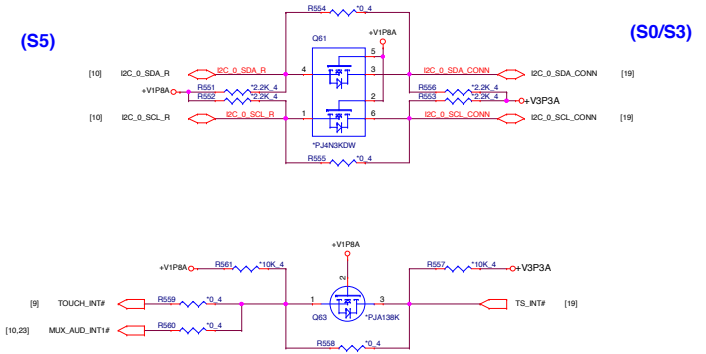 R554 *0_4
(S5)
(S0/S3)
Q61
+V1P8A
5
[10] I2C_0_SDA_R I2C_0_SDA_R 4 3 I2C_0_SDA_CONN I2C_0_SDA_CONN [19]
R551 *2.2K_4 R556 *2.2K_4
+V1P8A 2 +V3P3A
R552 *2.2K_4 R553 *2.2K_4
[10] I2C_0_SCL_R I2C_0_SCL_R 1 6 I2C_0_SCL_CONN I2C_0_SCL_CONN [19]
*PJ4N3KDW
R555 *0_4
+V1P8A
+V1P8A R561 *10K_4 R557 *10K_4 +V3P3A
2
[9] TOUCH_INT# R559 *0_4 1 3 TS_INT# [19]
Q63 *PJA138K
[10,23] MUX_AUD_INT1# R560 *0_4
R558 *0_4